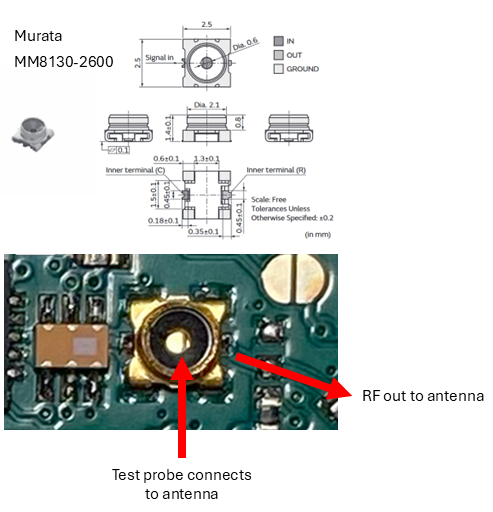 Murata
MM8130-2600
2.5
Dia. 0.6
Signal in
2.5
IN
OUT
GROUND
Dia. 2.1
1.4±0.1
0.8
0.1
0.6±0.1
1.3±0.1
Inner terminal (C)
Inner terminal (R)
1.5±0.1
0.45±0.1
0.45±0.1
0.18±0.1
0.35±0.1
Scale: Free
Tolerances Unless
Otherwise Specified: ±0.2
(in mm)
RF out to antenna
Test probe connects
to antenna